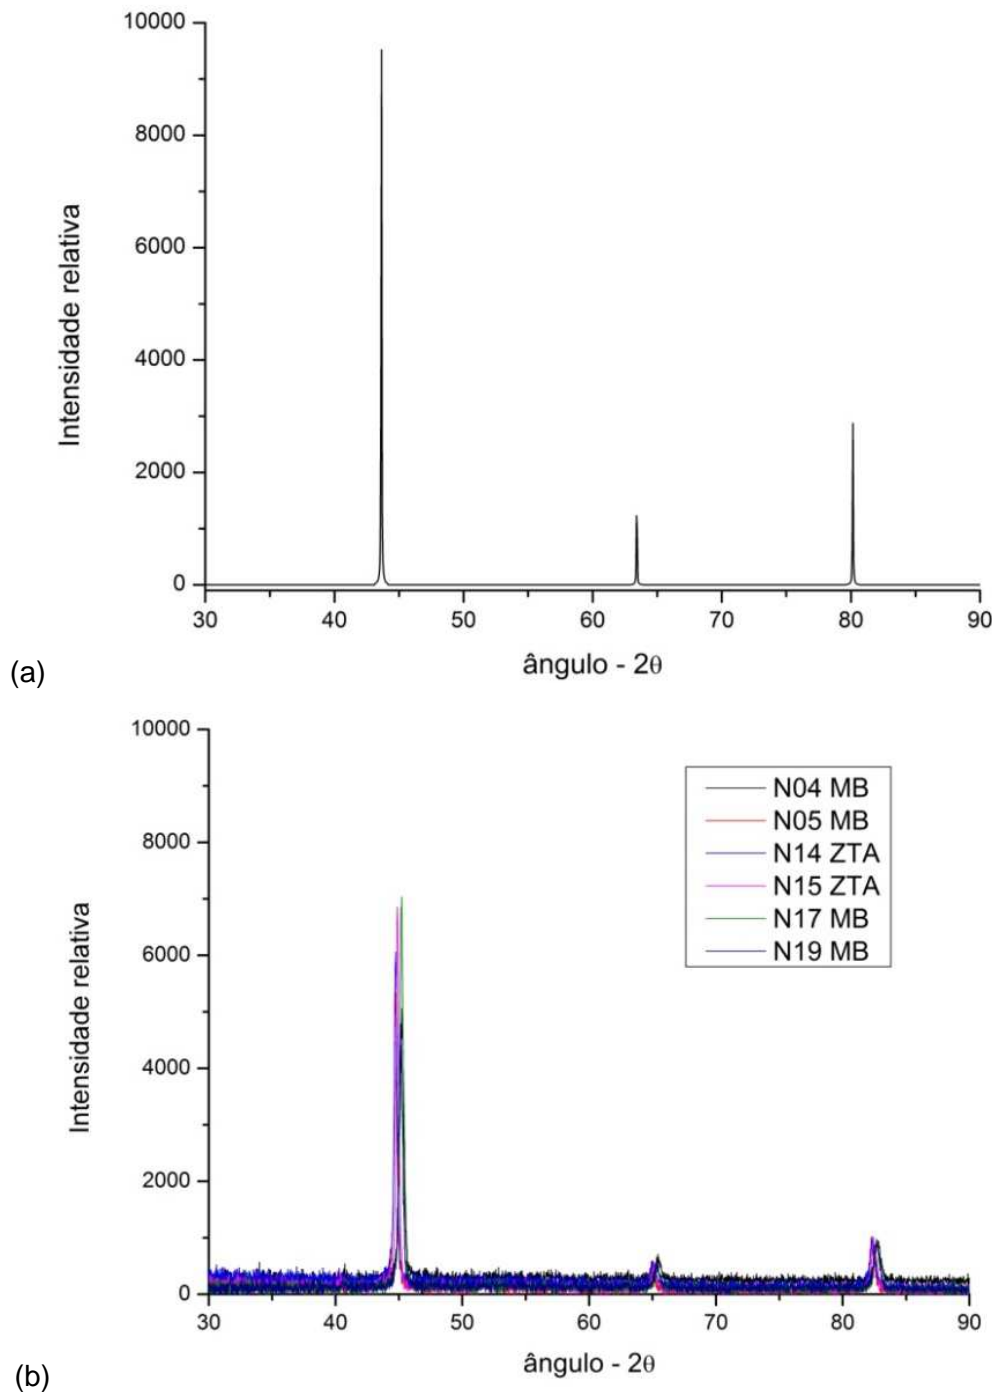 10000
8000
6000
4000
2000
0
Intensidade relativa
30 40 50 60 70 80 90
ângulo - 2θ
(a)
10000
8000
6000
4000
2000
0
Intensidade relativa
N04 MB
N05 MB
N14 ZTA
N15 ZTA
N17 MB
N19 MB
30 40 50 60 70 80 90
ângulo - 2θ
(b)